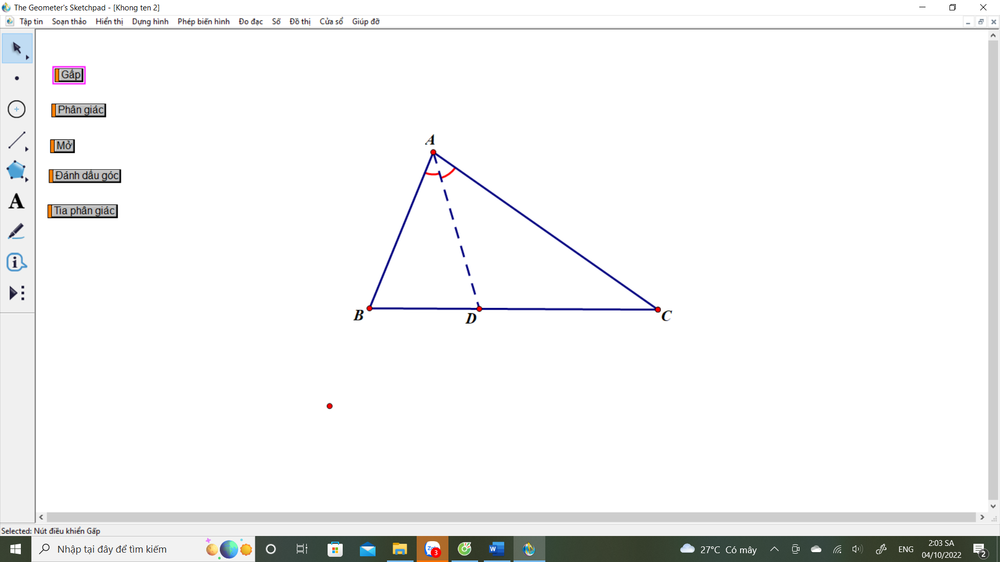 The Geometer's Sketchpad - [Khong ten 2]
Tập tin Soạn thảo Hiển thị Dựng hình Phép biến hình Đo đạc Số Đồ thị Cửa sổ Giúp đỡ
Gấp
Phân giác
Mở
Đánh dấu góc
Tia phân giác
A
A
B
D
C
Selected: Nút điều khiển Gấp
Nhập tại đây để tìm kiếm
3
27°C Có mây
ENG
2:03 SA
04/10/2022
2